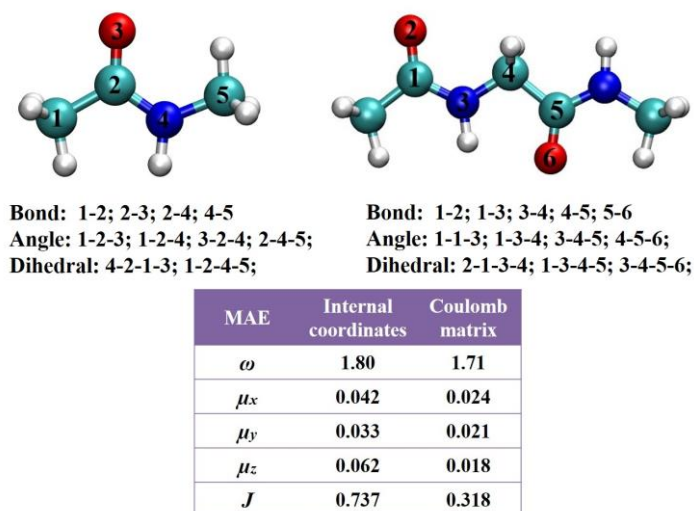 3
2
5
1
4
2
1
4
3
5
6
Bond: 1-2; 2-3; 2-4; 4-5
Angle: 1-2-3; 1-2-4; 3-2-4; 2-4-5;
Dihedral: 4-2-1-3; 1-2-4-5;
Bond: 1-2; 1-3; 3-4; 4-5; 5-6
Angle: 1-1-3; 1-3-4; 3-4-5; 4-5-6;
Dihedral: 2-1-3-4; 1-3-4-5; 3-4-5-6;
MAE Internal coordinates Coulomb matrix
ω 1.80 1.71
μx 0.042 0.024
μy 0.033 0.021
μz 0.062 0.018
J 0.737 0.318